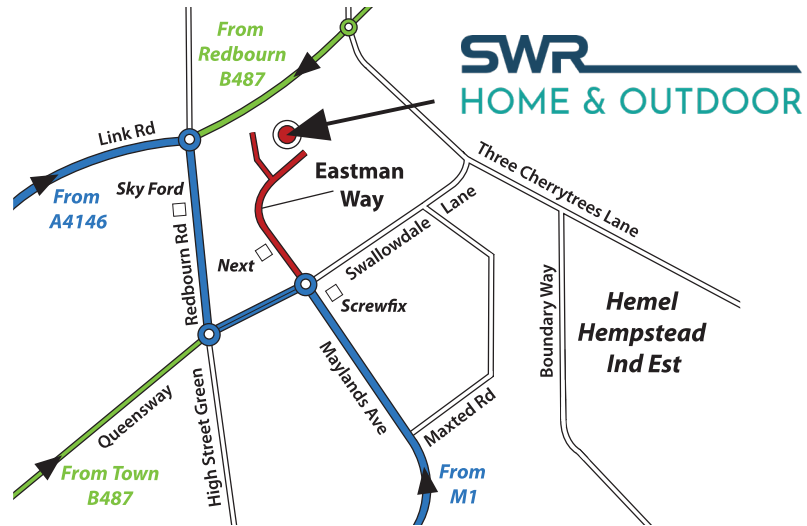 From
Redbourn
B487
SWR
HOME & OUTDOOR
Link Rd
Three Cherrytrees Lane
Eastman
Way
Sky Ford
From
A4146
Swallowdale Lane
Redbourn Rd
Next
Screwfix
Boundary Way
Hemel
Hempstead
Ind Est
Maylands Ave
High Street Green
Queensway
Maxted Rd
From Town
B487
From
M1